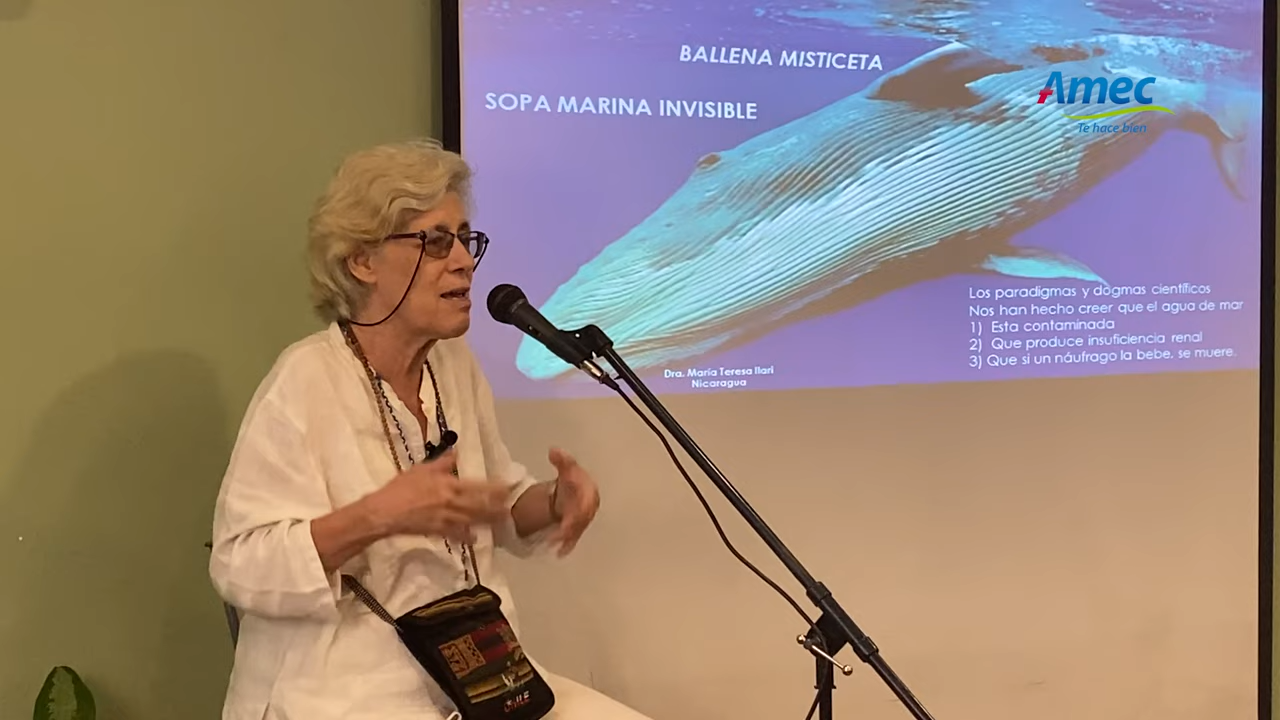 BALLENA MISTICETA
SOPA MARINA INVISIBLE
Amec
Te hace bien
Los paradigmas y dogmas científicos
Nos han hecho creer que el agua de mar
1) Esta contaminada
2) Que produce insuficiencia renal
3) Que si un náufrago la bebe, se muere.
Dra. María Teresa Ilari
Nicaragua